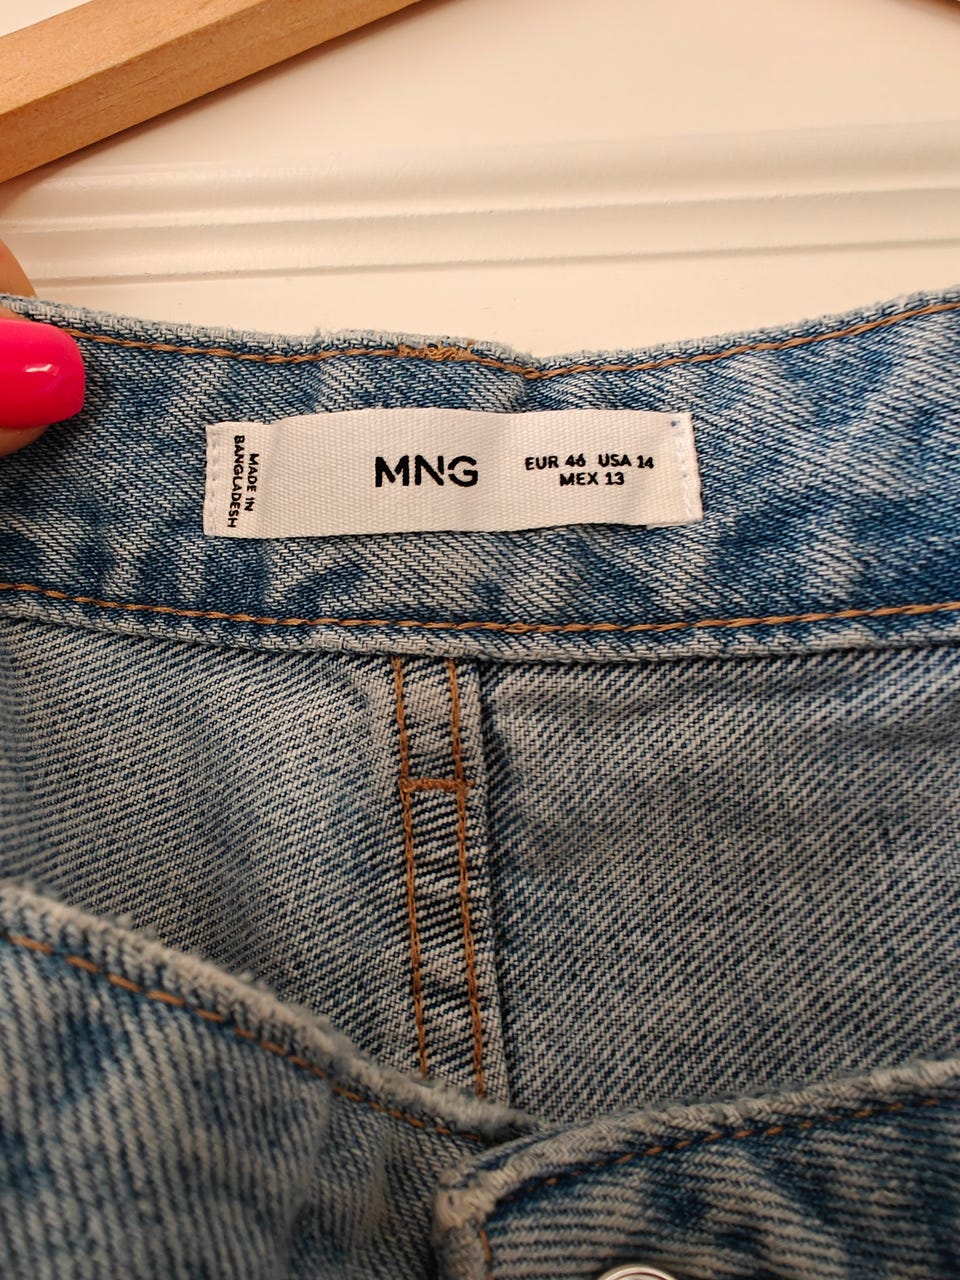 MADE IN
BANGLADESH
MNG
EUR 46 USA 14
MEX 13